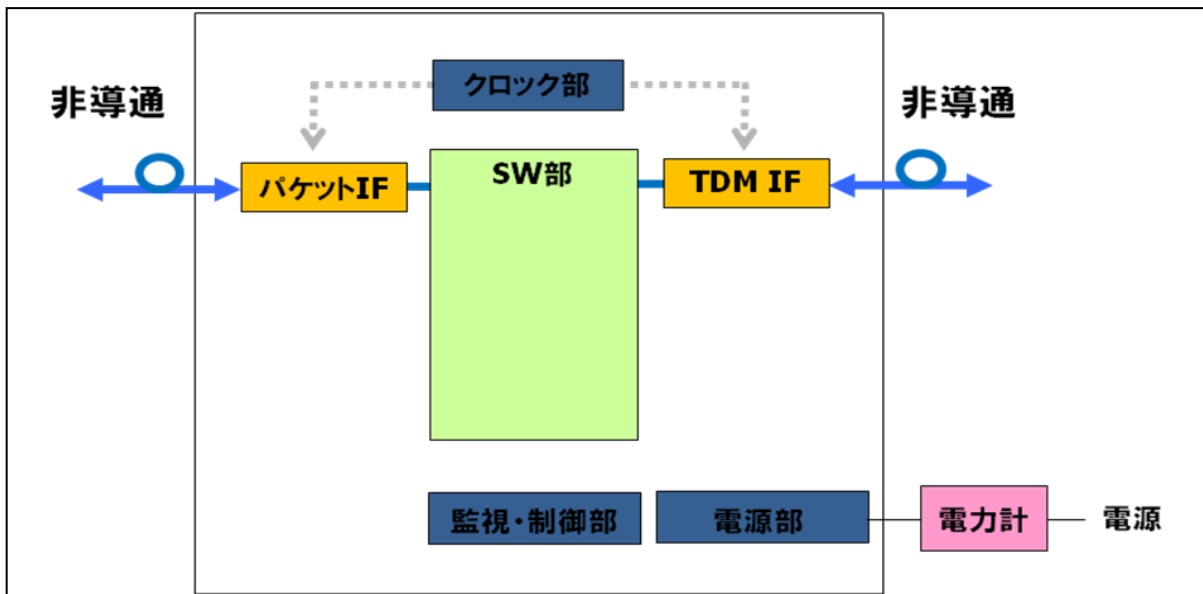 クロック部
非導通
非導通
パケットIF
SW部
TDM IF
監視・制御部
電源部
電力計
電源